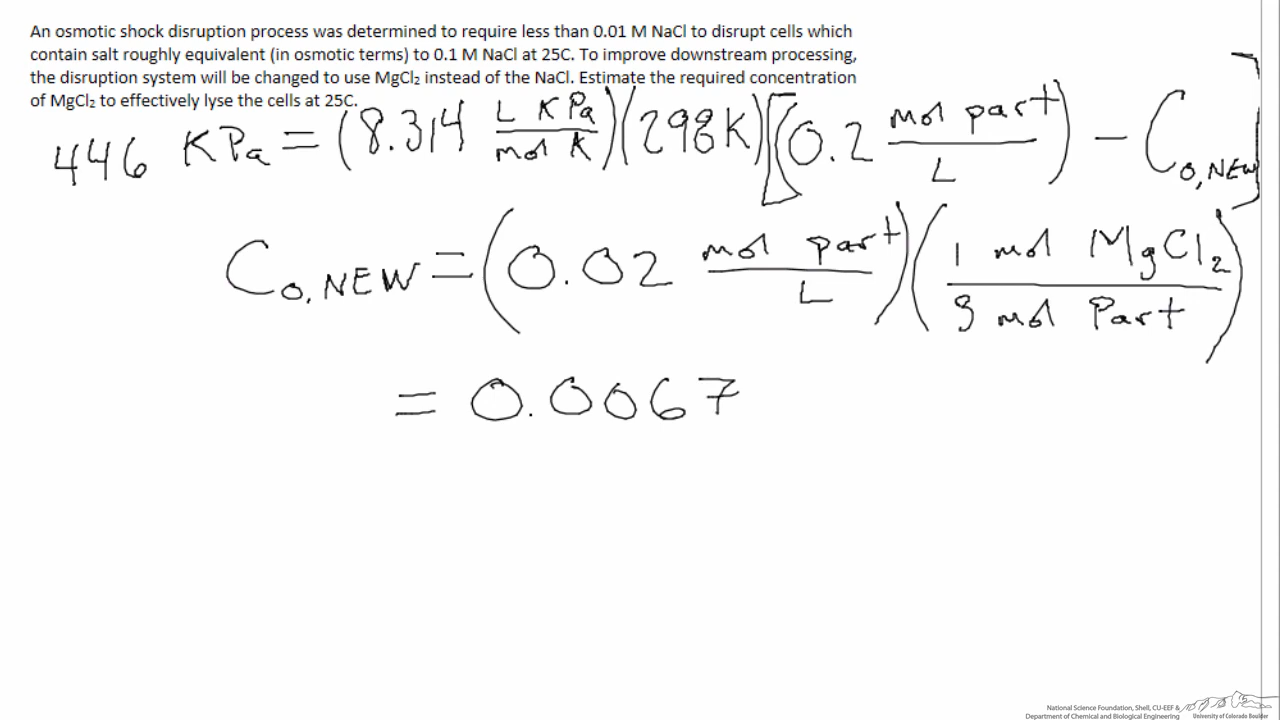 An osmotic shock disruption process was determined to require less than 0.01 M NaCl to disrupt cells which
contain salt roughly equivalent (in osmotic terms) to 0.1 M NaCl at 25C. To improve downstream processing,
the disruption system will be changed to use MgCl₂ instead of the NaCl. Estimate the required concentration
of MgCl₂ to effectively lyse the cells at 25C.
446 KPa = (8.314 L KPa / mol K)(298K)[(0.2 mol part / L) - C₀,NEW]
C₀,NEW = (0.02 mol part / L)(1 mol MgCl₂ / 3 mol Part)
= 0.0067
National Science Foundation, Shell, CU-EEF &
Department of Chemical and Biological Engineering
University of Colorado Boulder